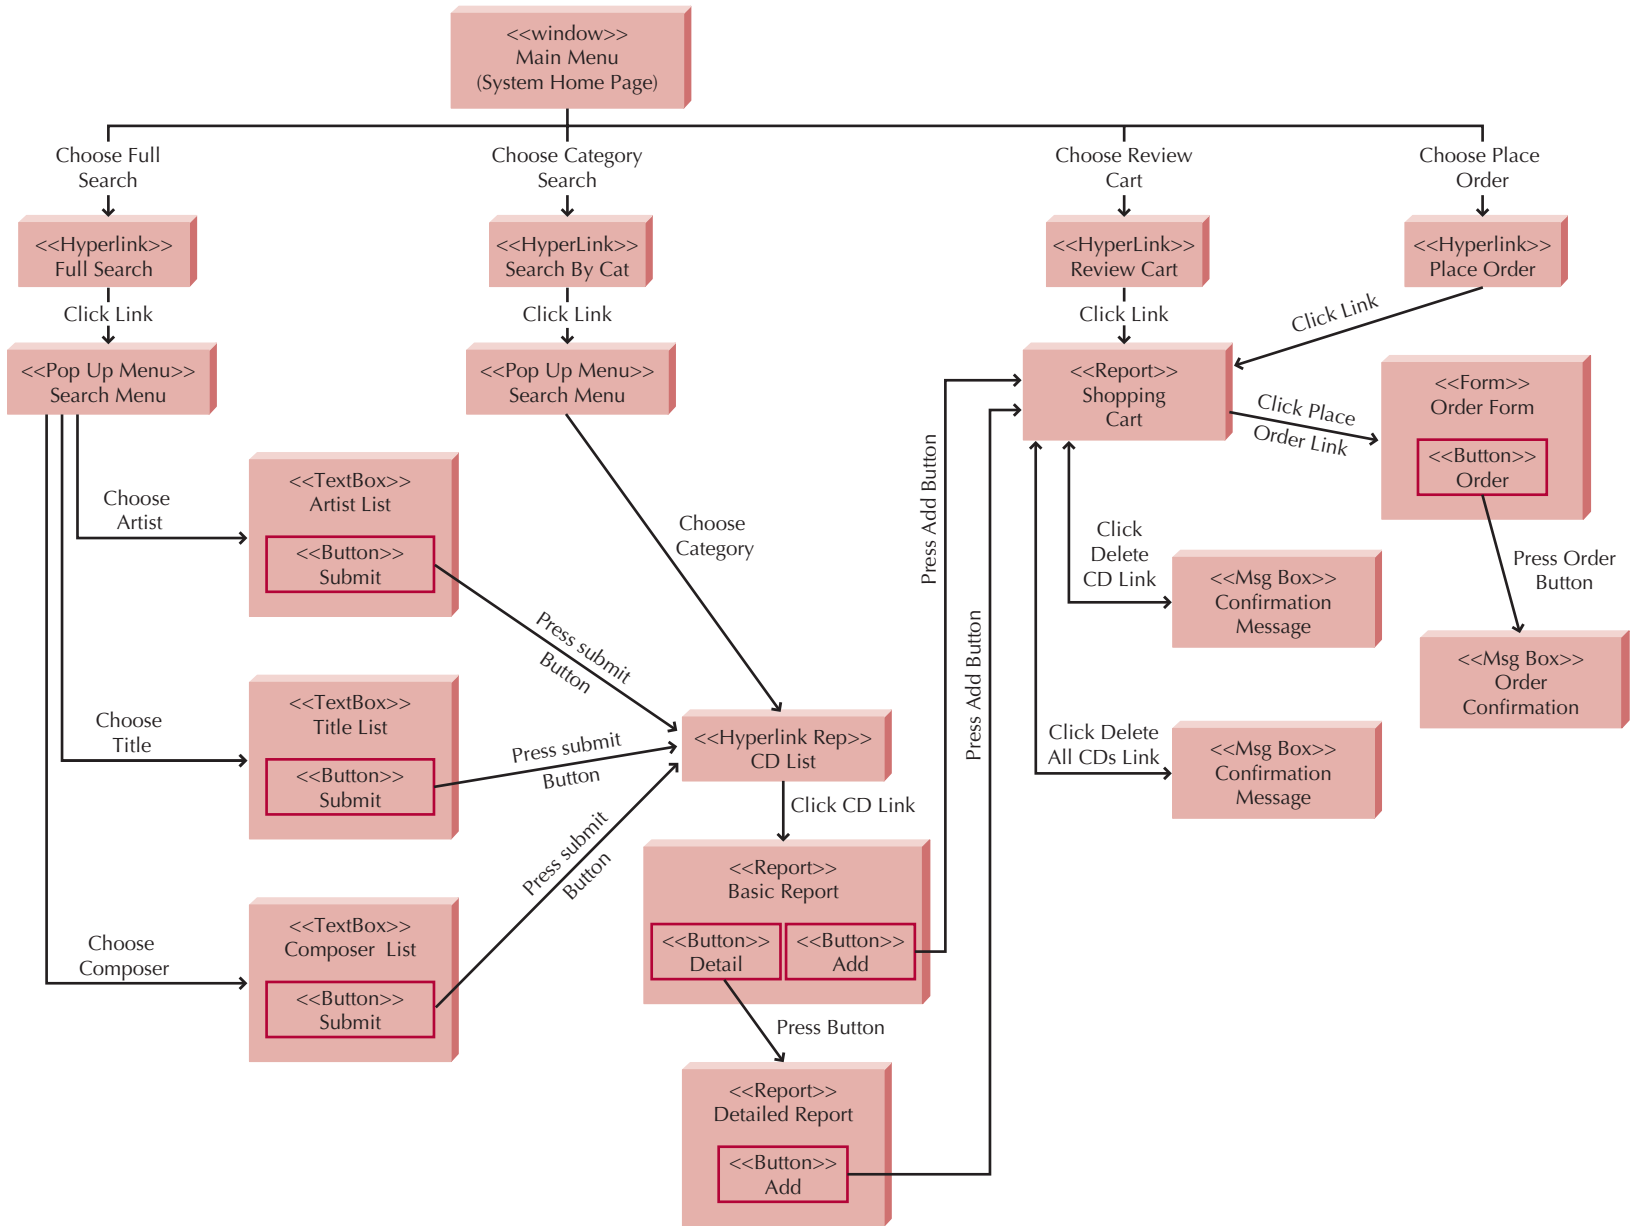 <<window>>
Main Menu
(System Home Page)
Choose Full
Search
Choose Category
Search
Choose Review
Cart
Choose Place
Order
<<Hyperlink>>
Full Search
<<HyperLink>>
Search By Cat
<<HyperLink>>
Review Cart
<<Hyperlink>>
Place Order
Click Link
Click Link
Click Link
Click Link
<<Pop Up Menu>>
Search Menu
<<Pop Up Menu>>
Search Menu
<<Report>>
Shopping
Cart
Click Place
Order Link
<<Form>>
Order Form
<<Button>>
Order
Choose
Artist
<<TextBox>>
Artist List
<<Button>>
Submit
Press submit
Button
Choose
Category
Press Add Button
Press Add Button
Click
Delete
CD Link
<<Msg Box>>
Confirmation
Message
Press Order
Button
<<Msg Box>>
Order
Confirmation
Choose
Title
<<TextBox>>
Title List
<<Button>>
Submit
Press submit
Button
<<Hyperlink Rep>>
CD List
Click Delete
All CDs Link
<<Msg Box>>
Confirmation
Message
Click CD Link
Press submit
Button
<<Report>>
Basic Report
<<Button>>
Detail
<<Button>>
Add
Choose
Composer
<<TextBox>>
Composer List
<<Button>>
Submit
Press Button
<<Report>>
Detailed Report
<<Button>>
Add